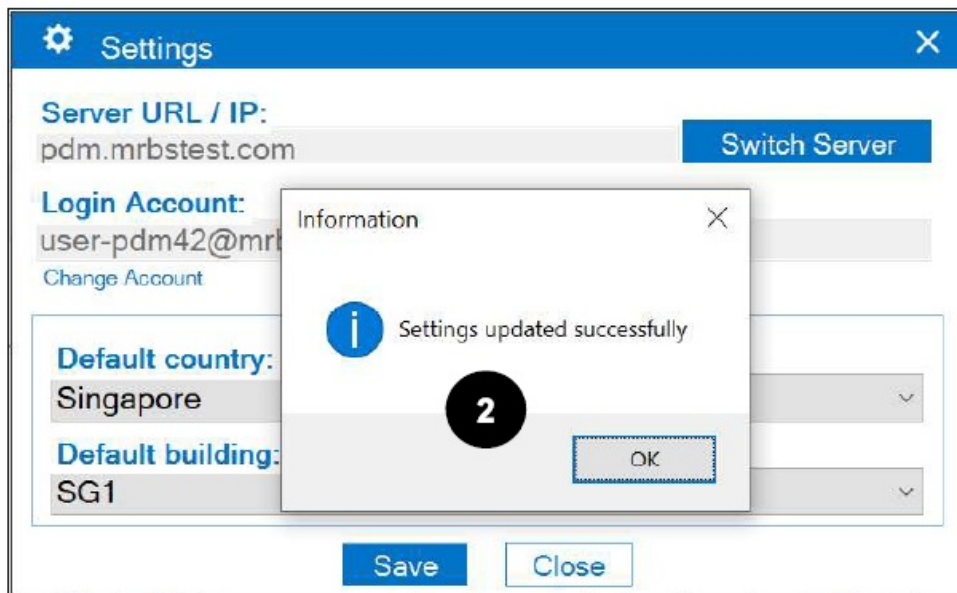 Settings
Server URL / IP:
pdm.mrbstest.com
Switch Server
Login Account:
user-pdm42@mr
Change Account
Information
Settings updated successfully
2
OK
Default country:
Singapore
Default building:
SG1
Save
Close